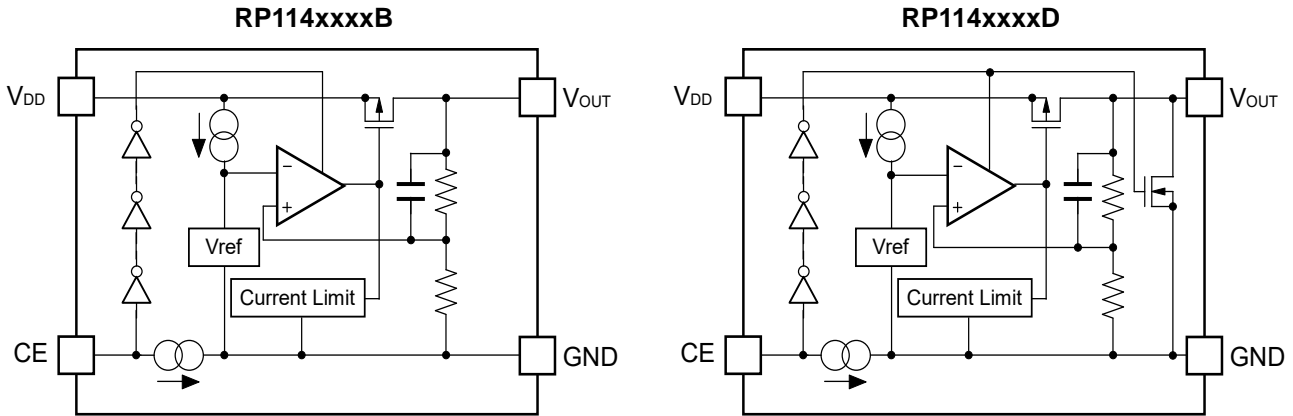 RP114xxxxB
VDD
VOUT
−
+
Vref
Current Limit
CE
GND
RP114xxxxD
VDD
VOUT
−
+
Vref
Current Limit
CE
GND